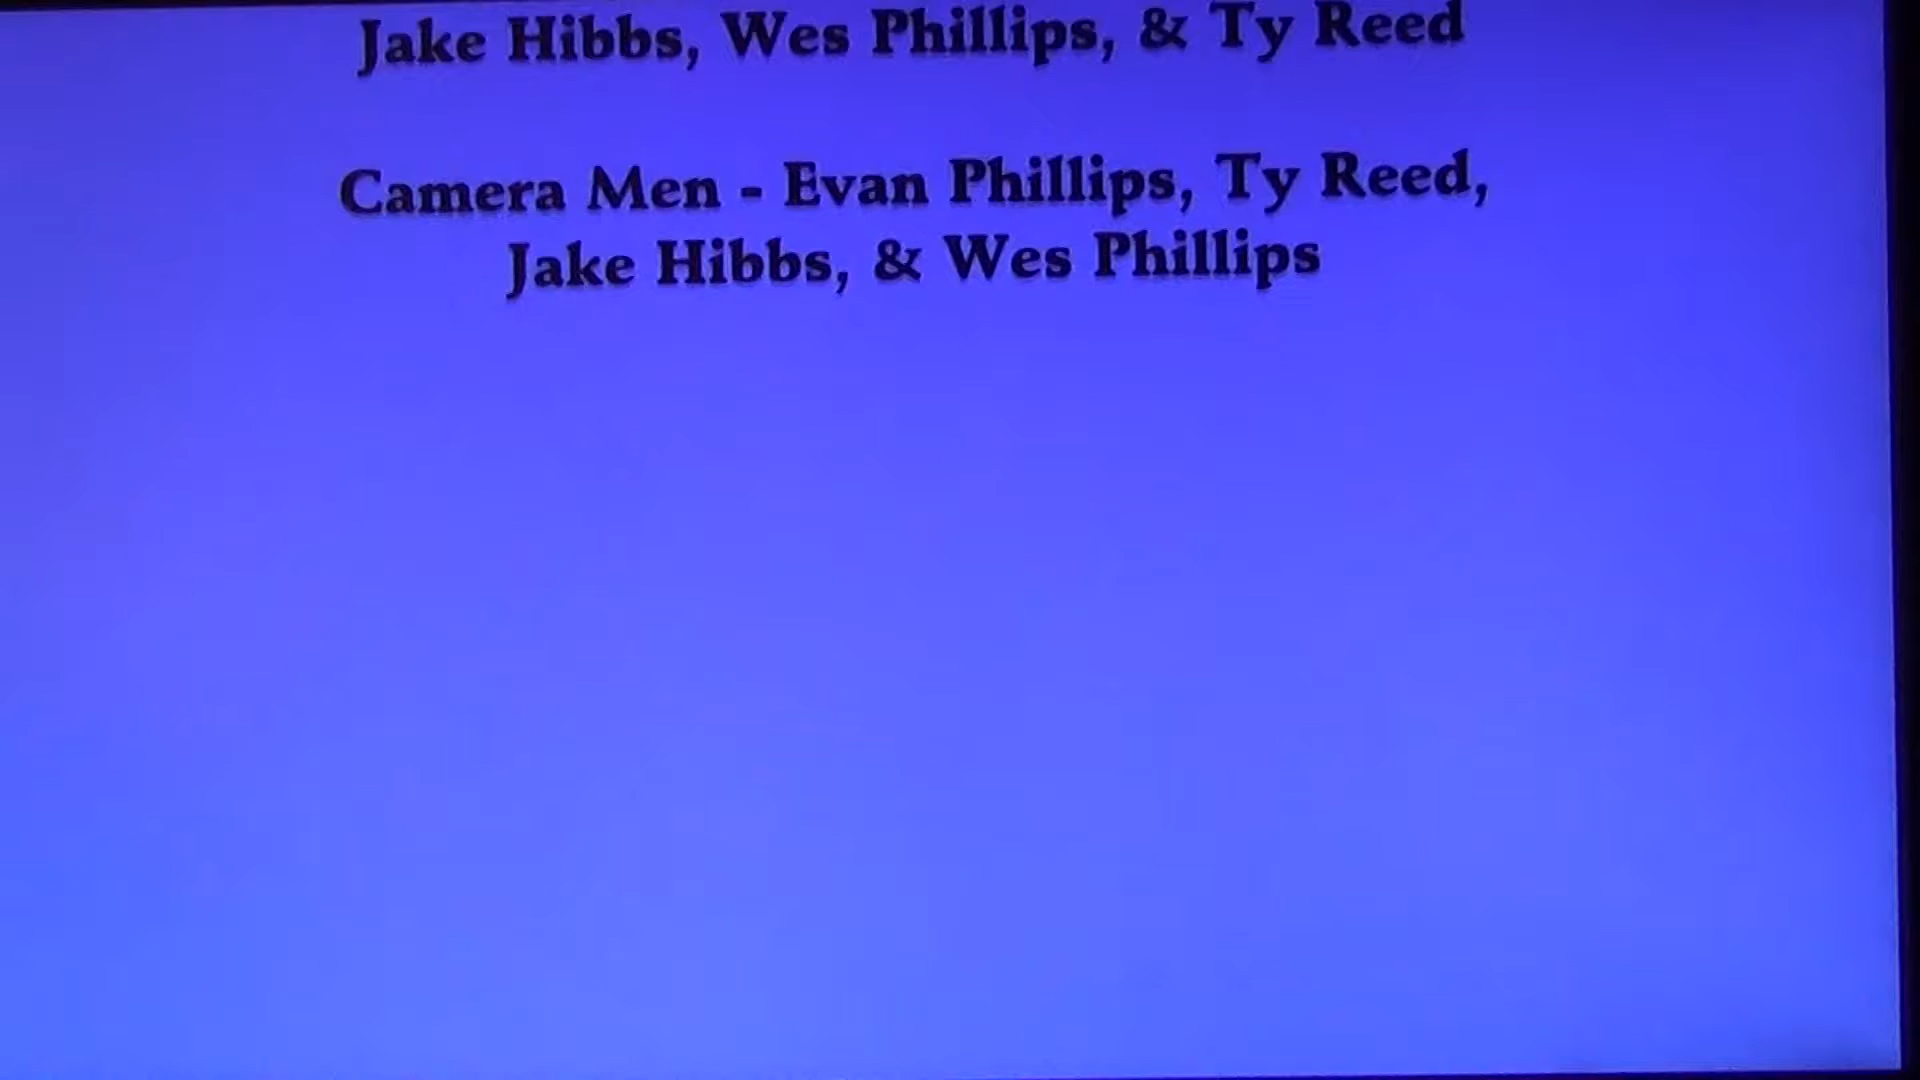 Jake Hibbs, Wes Phillips, & Ty Reed
Camera Men - Evan Phillips, Ty Reed,
Jake Hibbs, & Wes Phillips